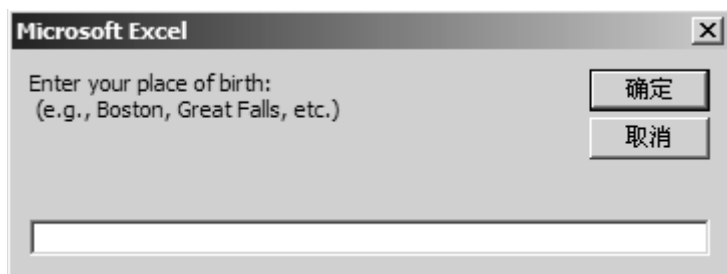 Microsoft Excel
Enter your place of birth:
(e.g., Boston, Great Falls, etc.)
确定
取消